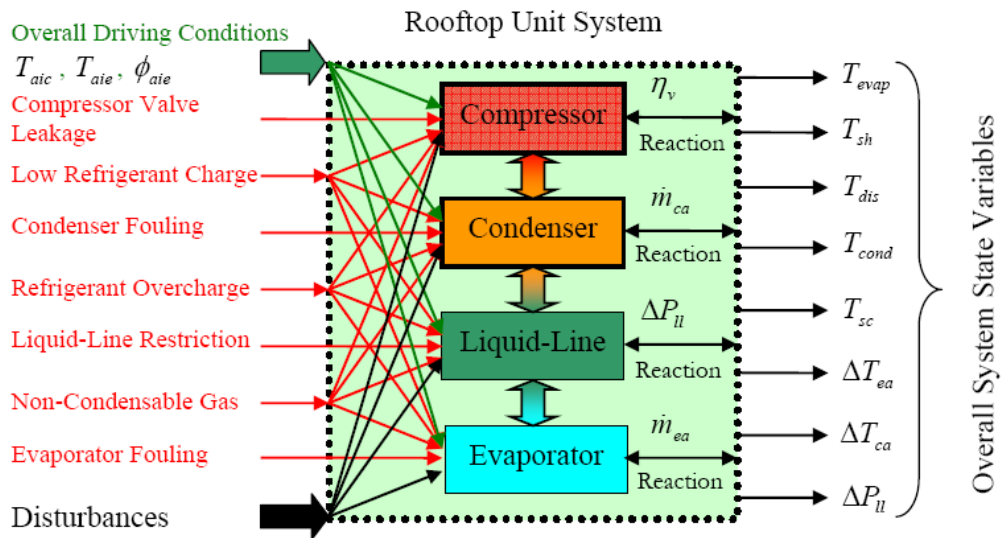 Rooftop Unit System
Overall Driving Conditions
T_aic , T_aie , ϕ_aie
Compressor Valve
Leakage
Low Refrigerant Charge
Condenser Fouling
Refrigerant Overcharge
Liquid-Line Restriction
Non-Condensable Gas
Evaporator Fouling
Disturbances
Compressor
Condenser
Liquid-Line
Evaporator
η_v
Reaction
ṁ_ca
Reaction
ΔP_ll
Reaction
ṁ_ea
Reaction
T_evap
T_sh
T_dis
T_cond
T_sc
ΔT_ea
ΔT_ca
ΔP_ll
Overall System State Variables